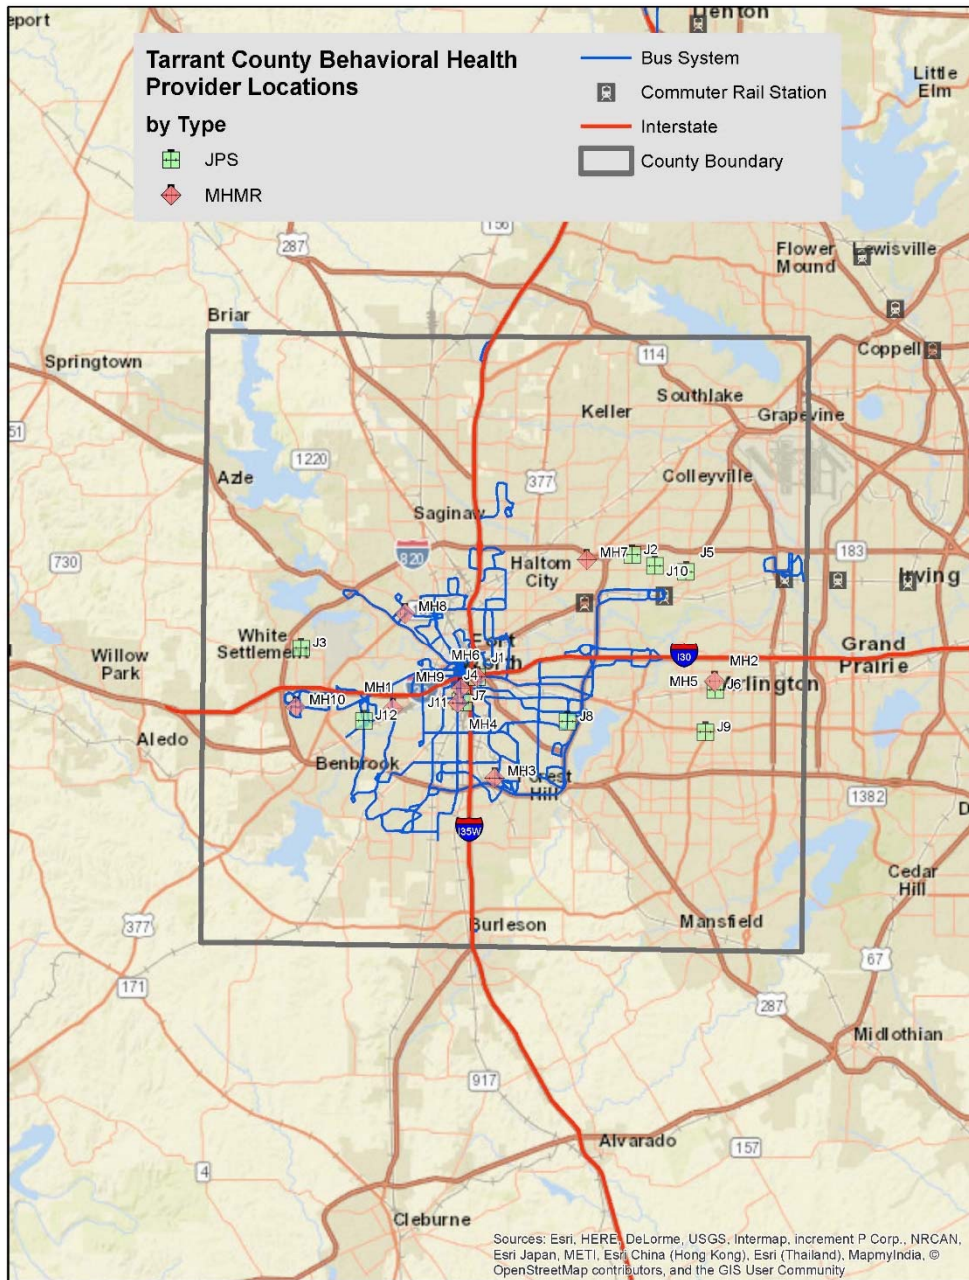 eport
Denton
Tarrant County Behavioral Health
Provider Locations
by Type
JPS
MHMR
Bus System
Commuter Rail Station
Interstate
County Boundary
Little
Elm
156
287
Flower
Mound
Lewisville
Briar
Springtown
114
Coppell
Southlake
Keller
Grapevine
51
1220
Azle
377
Colleyville
Saginaw
820
730
Haltom
City
MH7
J2
J5
J10
183
Irving
MH8
White
Settlement
J3
Willow
Park
Fort
Worth
MH6
J1
I30
Grand
Prairie
MH9
J4
MH2
MH1
MH5
J6
Arlington
MH10
J11
J7
J12
MH4
J8
J9
Aledo
Benbrook
MH3
Forest
Hill
1382
D
I35W
Cedar
Hill
377
Burleson
Mansfield
67
171
287
Midlothian
917
Alvarado
157
4
Cleburne
Sources: Esri, HERE, DeLorme, USGS, Intermap, increment P Corp., NRCAN,
Esri Japan, METI, Esri China (Hong Kong), Esri (Thailand), MapmyIndia, ©
OpenStreetMap contributors, and the GIS User Community